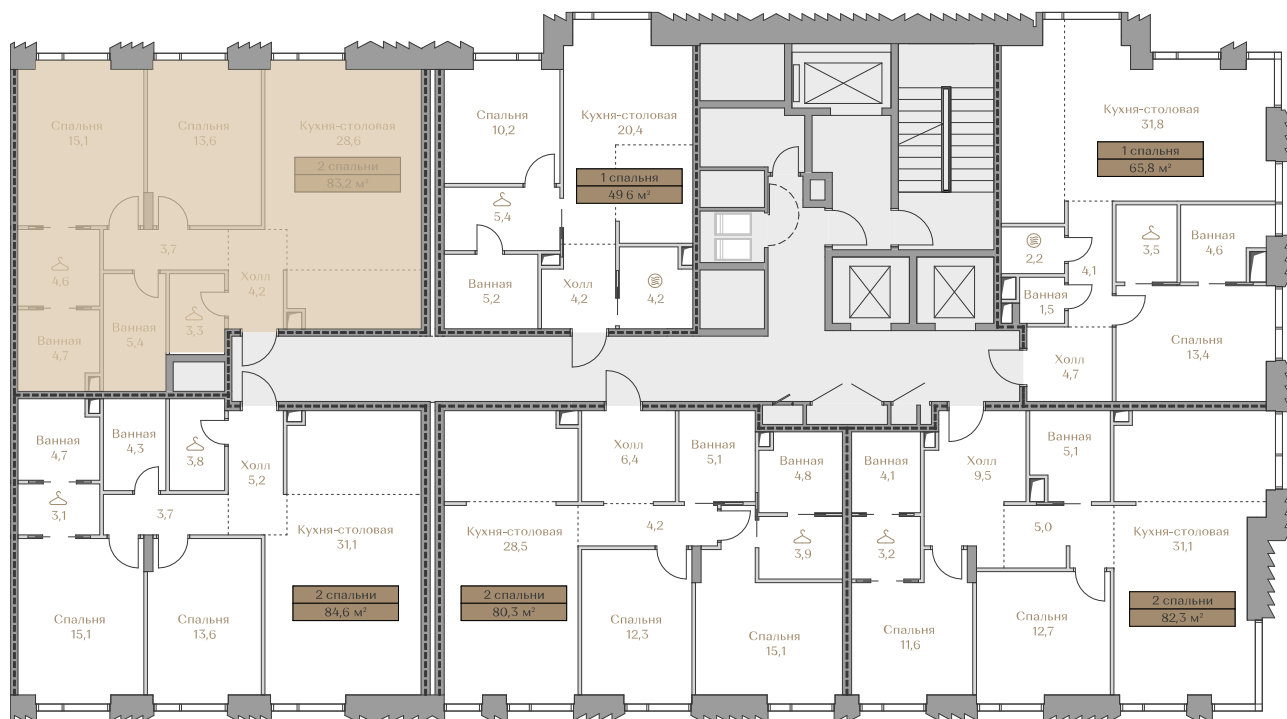 Спальня
15,1
Спальня
13,6
Кухня-столовая
28,6
2 спальни
83,2 м²
3,7
4,6
Холл
4,2
3,3
Ванная
4,7
Ванная
5,4
Спальня
10,2
Кухня-столовая
20,4
1 спальня
49,6 м²
5,4
Ванная
5,2
Холл
4,2
4,2
Кухня-столовая
31,8
1 спальня
65,8 м²
2,2
4,1
3,5
Ванная
4,6
Ванная
1,5
Спальня
13,4
Холл
4,7
Ванная
4,7
Ванная
4,3
3,8
Холл
5,2
3,1
3,7
Кухня-столовая
31,1
2 спальни
84,6 м²
Спальня
15,1
Спальня
13,6
Холл
6,4
Ванная
5,1
Ванная
4,8
Кухня-столовая
28,5
4,2
3,9
2 спальни
80,3 м²
Спальня
12,3
Спальня
15,1
Ванная
4,1
Холл
9,5
Ванная
5,1
3,2
5,0
Кухня-столовая
31,1
2 спальни
82,3 м²
Спальня
11,6
Спальня
12,7